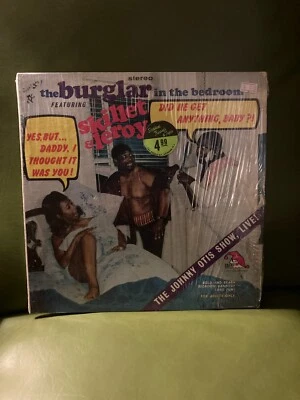 stereo
the burglar in the bedroom
FEATURING
skillet
& leroy
DID HE GET
ANYTHING, BABY?!
YES, BUT...
DADDY, I
THOUGHT IT
WAS YOU!
4 99
THE JOHNNY OTIS SHOW, LIVE!